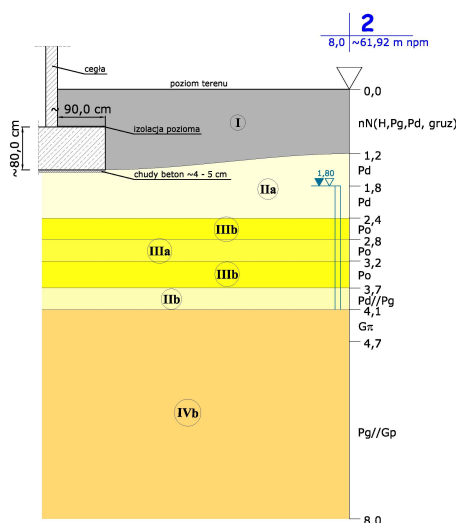 2
8,0 ~61,92 m npm
cegła
~ 90,0 cm
poziom terenu
0,0
I
nN(H,Pg,Pd, gruz)
izolacja pozioma
~80,0 cm
chudy beton ~4 - 5 cm
1,2
Pd
IIa
1,80
1,8
Pd
2,4
IIIb
Po
2,8
IIIa
Po
3,2
IIIb
Po
3,7
IIb
Pd//Pg
4,1
Gπ
4,7
IVb
Pg//Gp
8,0